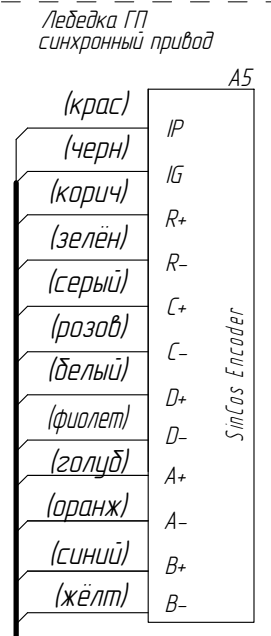 Лебедка ГП
синхронный привод
A5
(крас) IP
(черн) IG
(корич) R+
(зелён) R-
(серый) C+
(розов) C-
(белый) D+
(фиолет) D-
(голуб) A+
(оранж) A-
(синий) B+
(жёлт) B-
SinCos Encoder